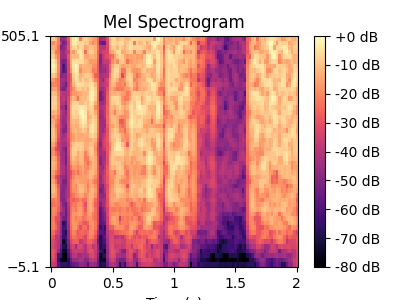 Mel Spectrogram
505.1
−5.1
0
0.5
1
1.5
2
+0 dB
-10 dB
-20 dB
-30 dB
-40 dB
-50 dB
-60 dB
-70 dB
-80 dB